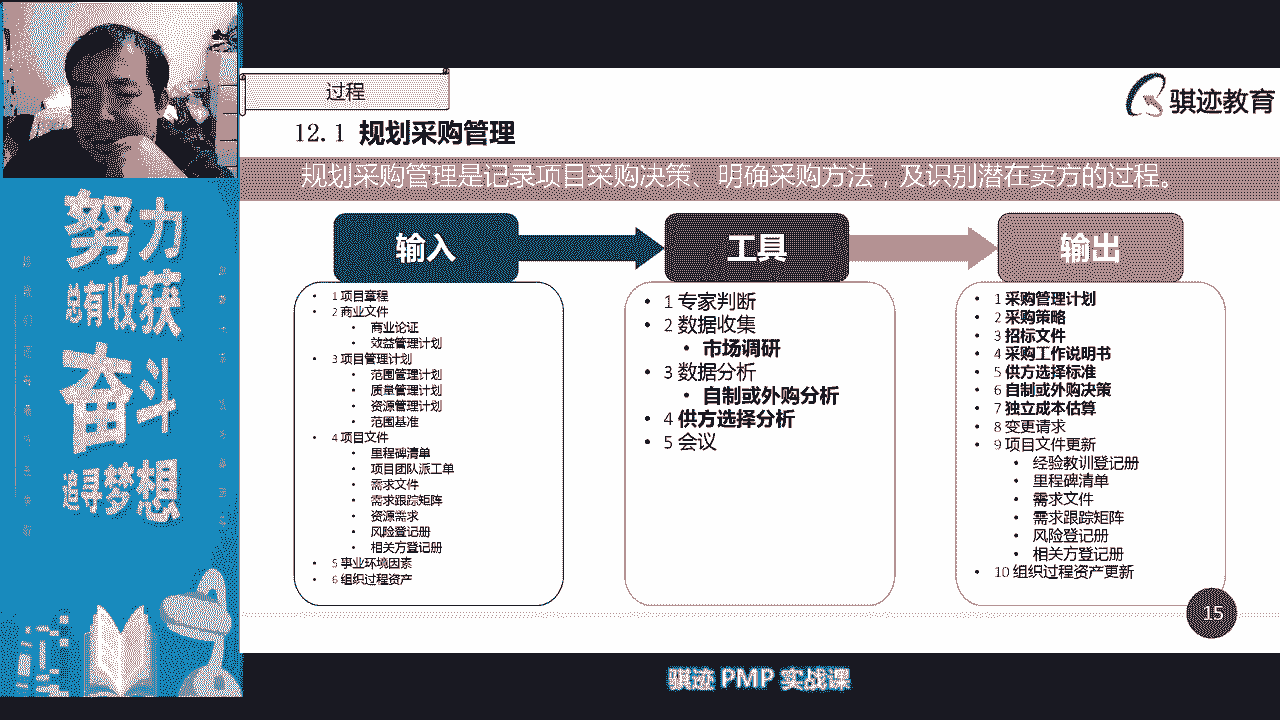 过程
骐迹教育
12.1 规划采购管理
规划采购管理是记录项目采购决策、明确采购方法，及识别潜在卖方的过程。
输入
• 1 项目章程
• 2 商业文件
• 商业论证
• 效益管理计划
• 3 项目管理计划
• 范围管理计划
• 质量管理计划
• 资源管理计划
• 范围基准
• 4 项目文件
• 里程碑清单
• 项目团队派工单
• 需求文件
• 需求跟踪矩阵
• 资源需求
• 风险登记册
• 相关方登记册
• 5 事业环境因素
• 6 组织过程资产
工具
• 1 专家判断
• 2 数据收集
• 市场调研
• 3 数据分析
• 自制或外购分析
• 4 供方选择分析
• 5 会议
输出
• 1 采购管理计划
• 2 采购策略
• 3 招标文件
• 4 采购工作说明书
• 5 供方选择标准
• 6 自制或外购决策
• 7 独立成本估算
• 8 变更请求
• 9 项目文件更新
• 经验教训登记册
• 里程碑清单
• 需求文件
• 需求跟踪矩阵
• 风险登记册
• 相关方登记册
• 10 组织过程资产更新
15
努力
总有收获
奋斗
追寻梦想
骐迹 PMP 实战课